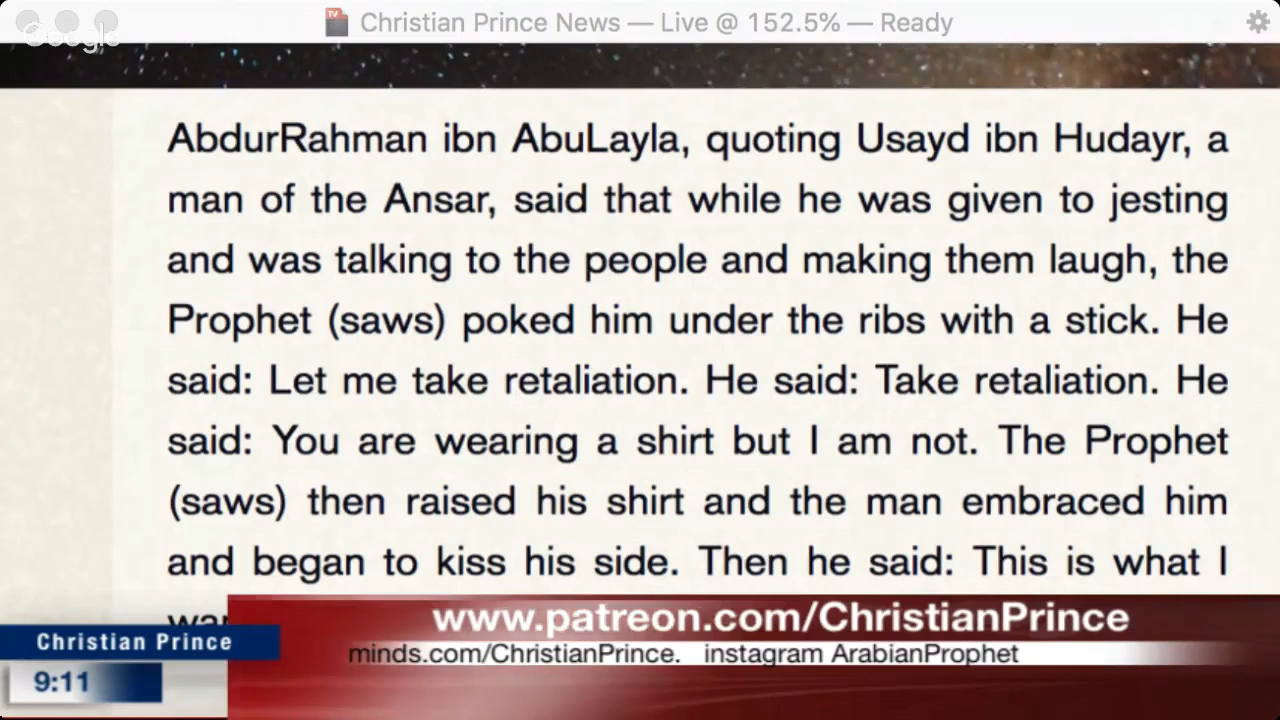 Christian Prince News — Live @ 152.5% — Ready
Google
AbdurRahman ibn AbuLayla, quoting Usayd ibn Hudayr, a
man of the Ansar, said that while he was given to jesting
and was talking to the people and making them laugh, the
Prophet (saws) poked him under the ribs with a stick. He
said: Let me take retaliation. He said: Take retaliation. He
said: You are wearing a shirt but I am not. The Prophet
(saws) then raised his shirt and the man embraced him
and began to kiss his side. Then he said: This is what I
www.patreon.com/ChristianPrince
Christian Prince
minds.com/ChristianPrince. instagram ArabianProphet
9:11